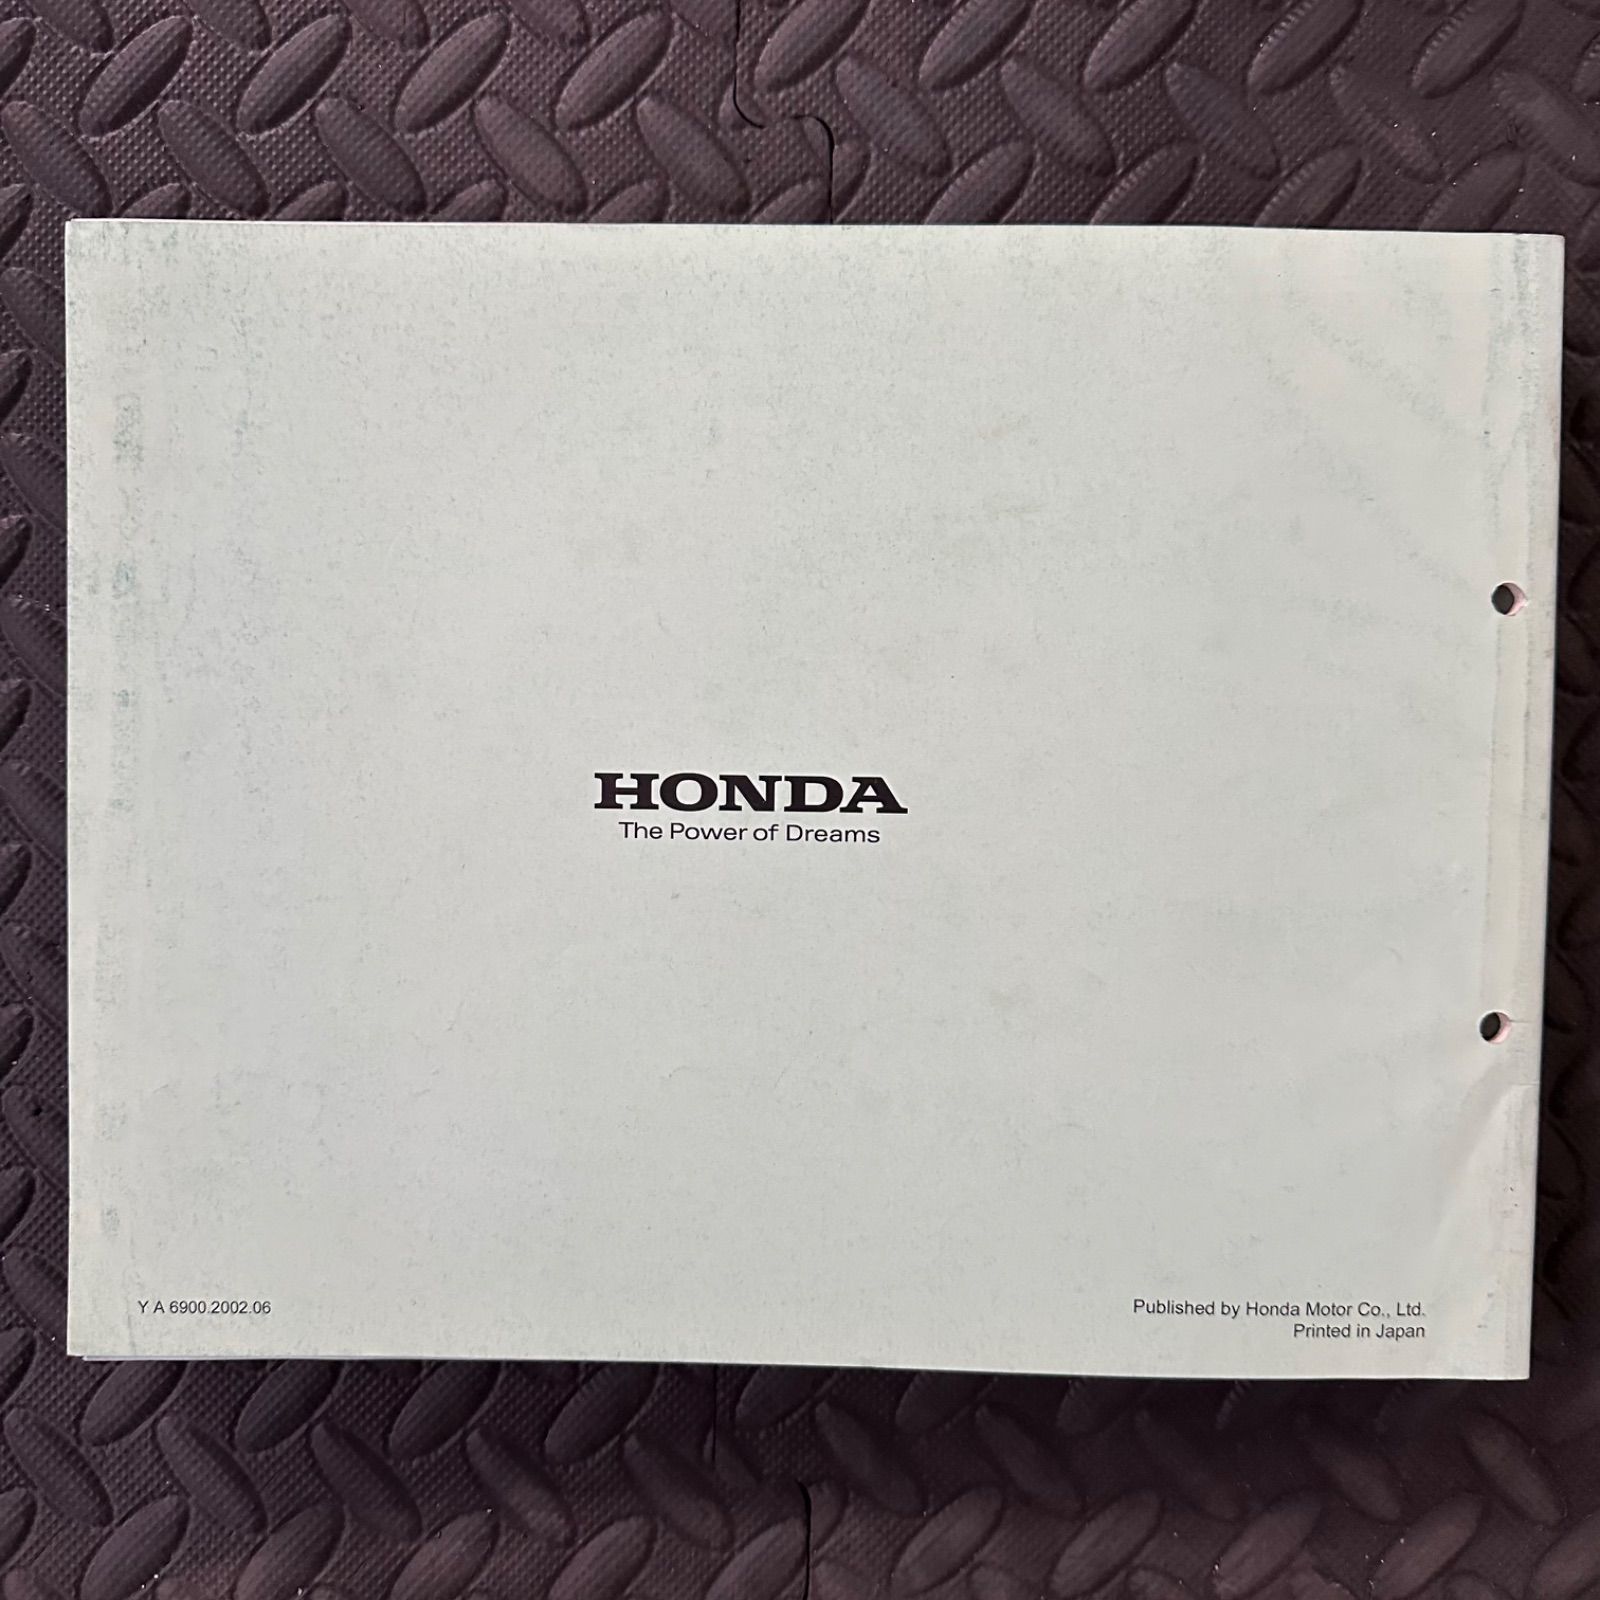 HONDA
The Power of Dreams
Y A 6900.2002.06
Published by Honda Motor Co., Ltd.
Printed in Japan